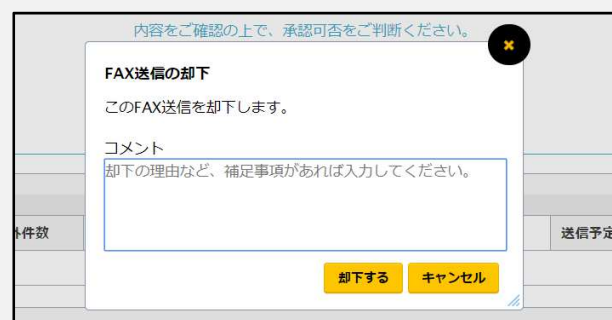 内容をご確認の上で、承認可否をご判断ください。
FAX送信の却下
このFAX送信を却下します。
コメント
却下の理由など、補足事項があれば入力してください。
件数
送信予定
却下する キャンセル